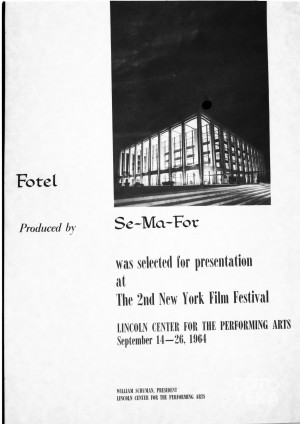 Fotel
Produced by Se-Ma-For
was selected for presentation
at
The 2nd New York Film Festival
LINCOLN CENTER FOR THE PERFORMING ARTS
September 14—26, 1964
WILLIAM SCHUMAN, PRESIDENT
LINCOLN CENTER FOR THE PERFORMING ARTS